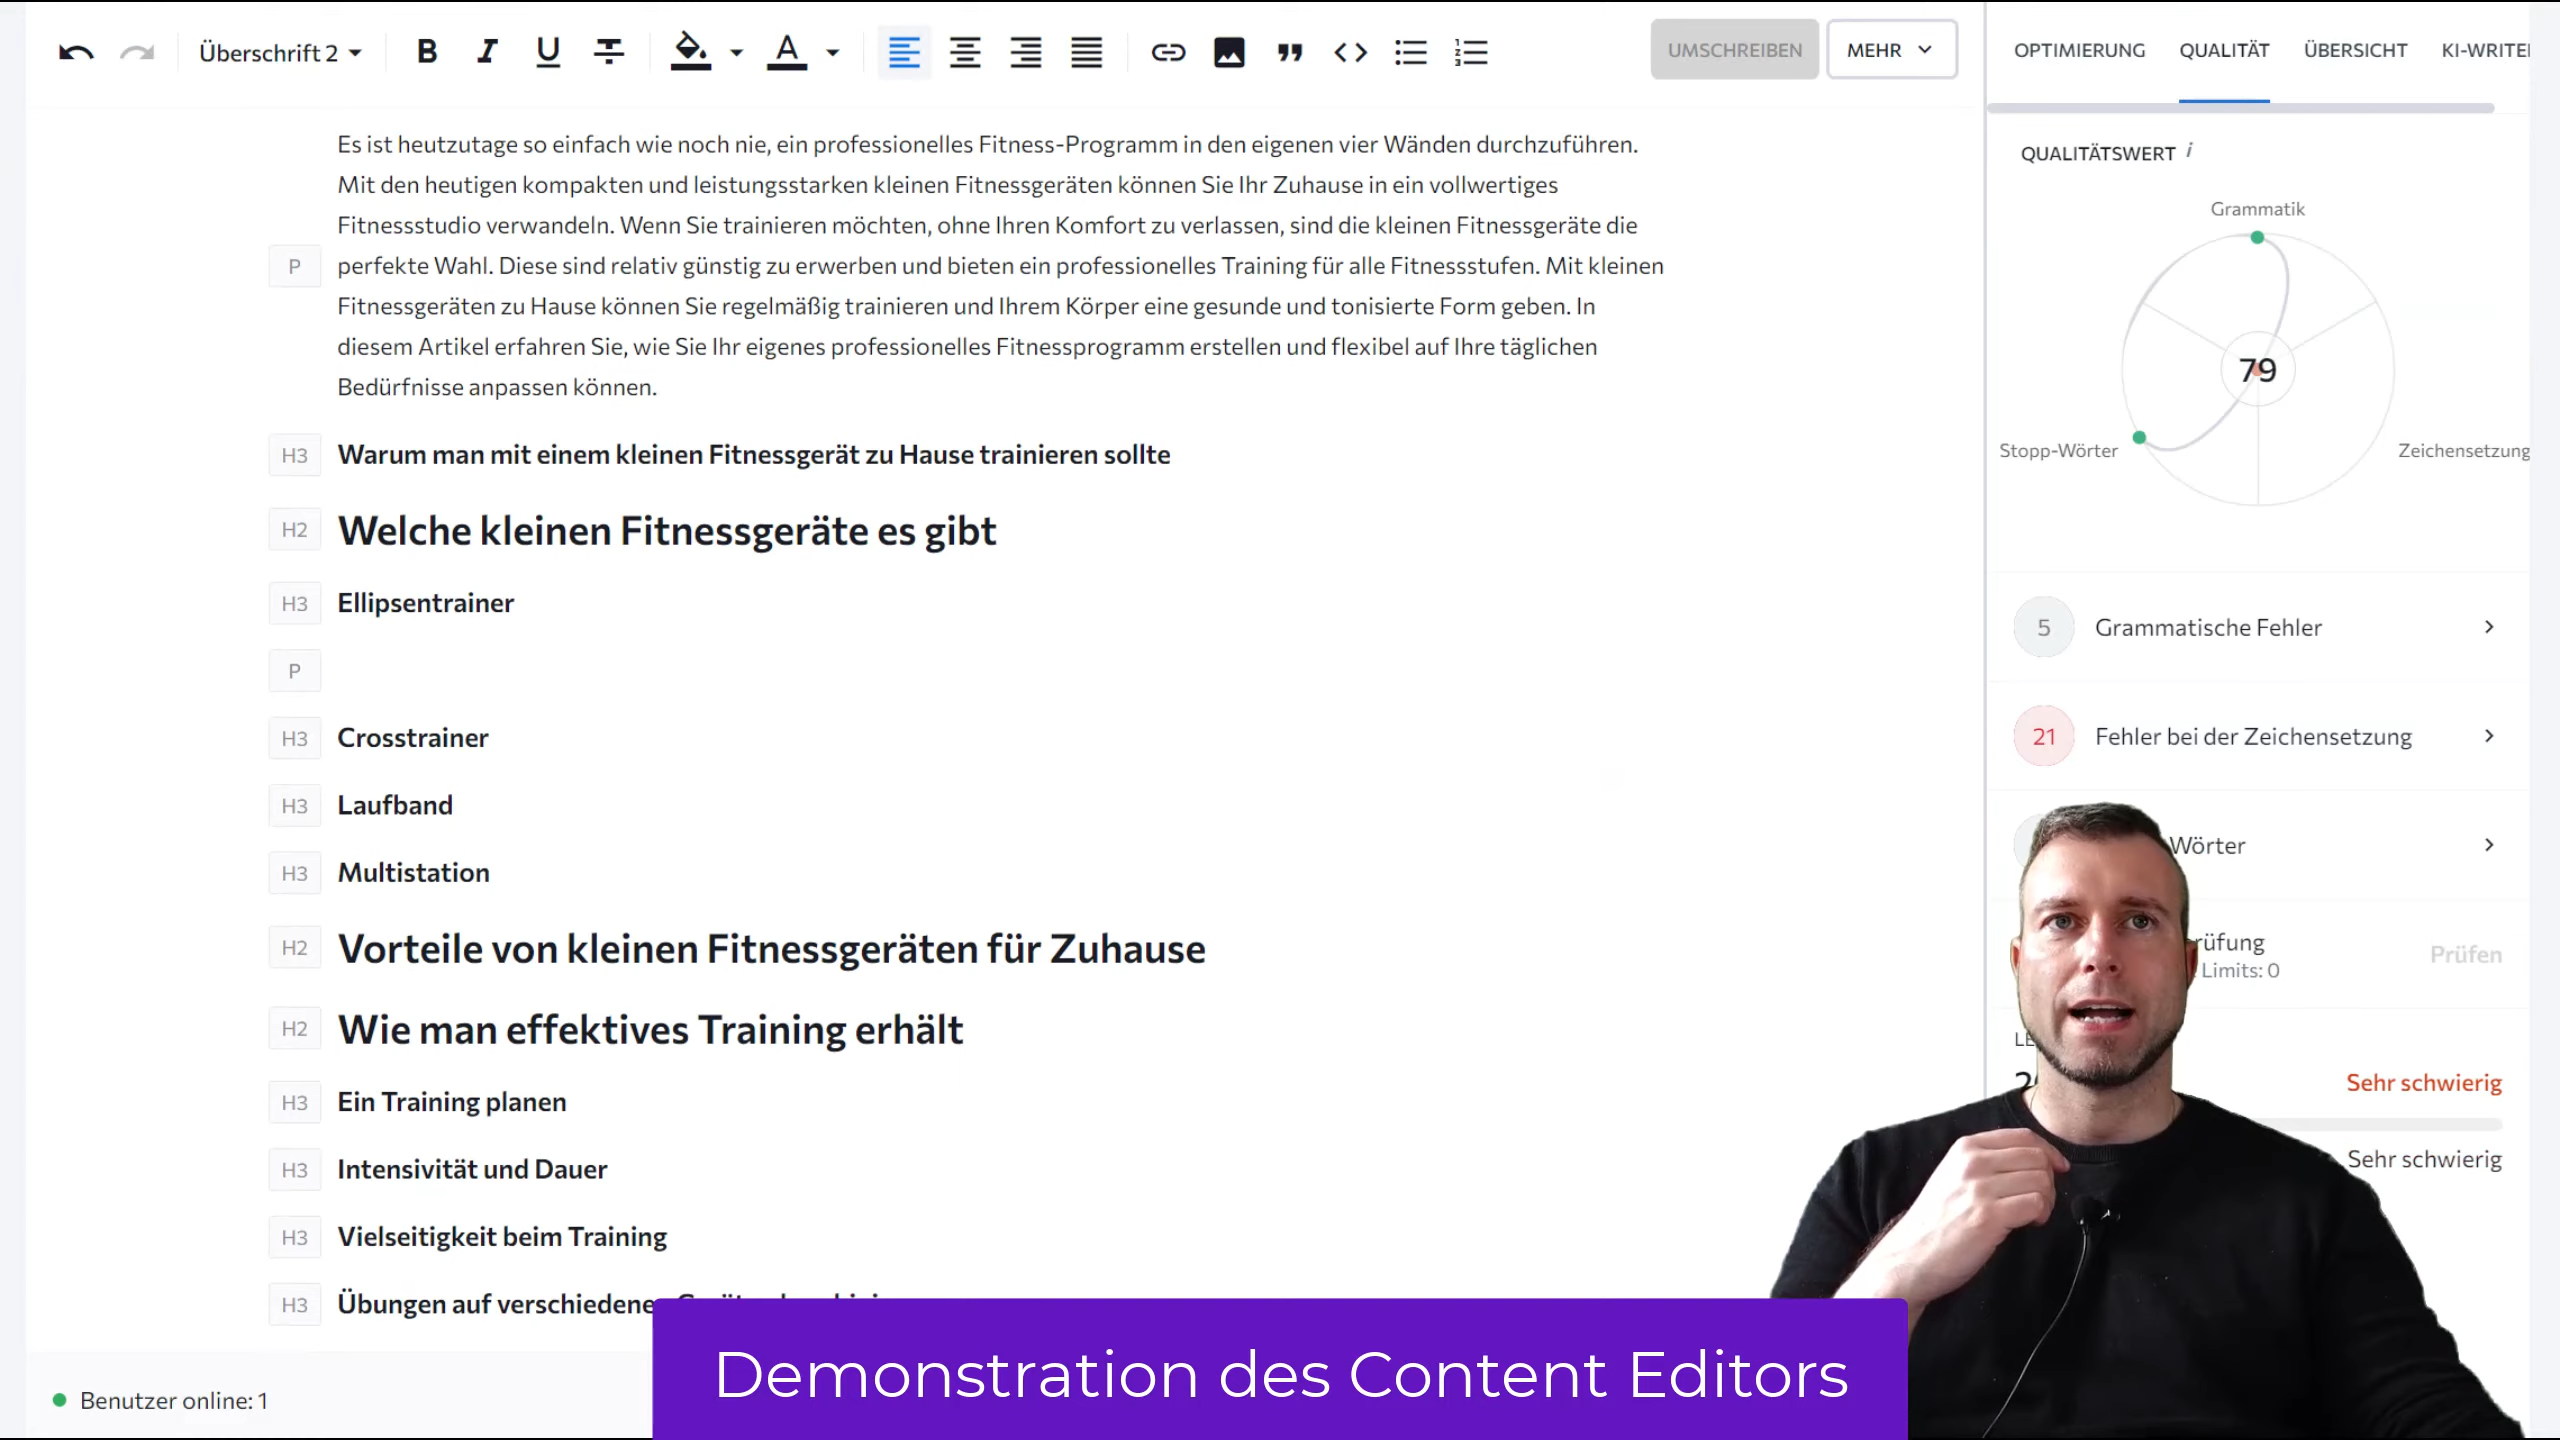 Überschrift 2
B I U T A
UMSCHREIBEN
MEHR
OPTIMIERUNG QUALITÄT ÜBERSICHT
Es ist heutzutage so einfach wie noch nie, ein professionelles Fitness-Programm in den eigenen vier Wänden durchzuführen.
Mit den heutigen kompakten und leistungsstarken kleinen Fitnessgeräten können Sie Ihr Zuhause in ein vollwertiges
Fitnessstudio verwandeln. Wenn Sie trainieren möchten, ohne Ihren Komfort zu verlassen, sind die kleinen Fitnessgeräte die
P perfekte Wahl. Diese sind relativ günstig zu erwerben und bieten ein professionelles Training für alle Fitnessstufen. Mit kleinen
Fitnessgeräten zu Hause können Sie regelmäßig trainieren und Ihrem Körper eine gesunde und tonisierte Form geben. In
diesem Artikel erfahren Sie, wie Sie Ihr eigenes professionelles Fitnessprogramm erstellen und flexibel auf Ihre täglichen
Bedürfnisse anpassen können.
H3 Warum man mit einem kleinen Fitnessgerät zu Hause trainieren sollte
H2 Welche kleinen Fitnessgeräte es gibt
H3 Ellipsentrainer
P
H3 Crosstrainer
H3 Laufband
H3 Multistation
H2 Vorteile von kleinen Fitnessgeräten für Zuhause
H2 Wie man effektives Training erhält
H3 Ein Training planen
H3 Intensivität und Dauer
H3 Vielseitigkeit beim Training
H3 Übungen auf
Benutzer online: 1
QUALITÄTSWERT i
Grammatik
79
Stopp-Wörter
Zeichensetzung
5 Grammatische Fehler
21 Fehler bei der Zeichensetzung
Wörter
Limits: 0
Prüfen
Sehr schwierig
Sehr schwierig
Demonstration des Content Editors